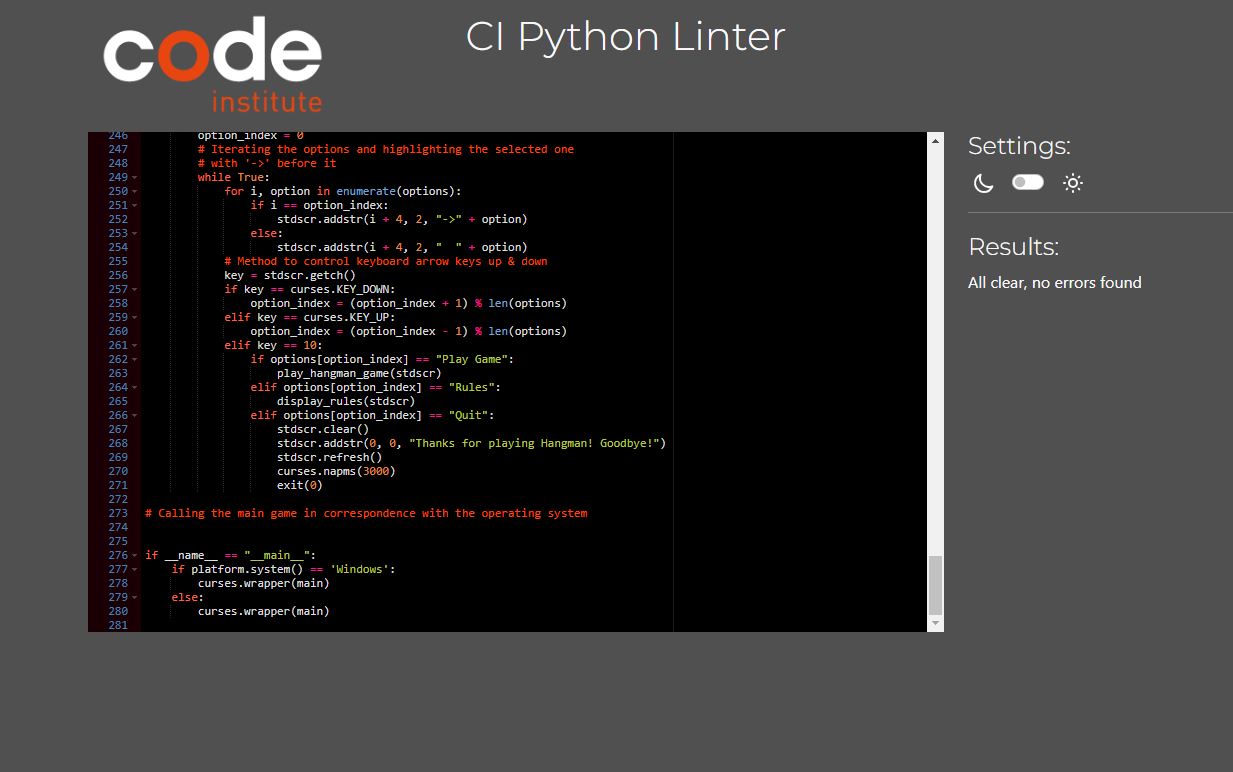 code
institute
CI Python Linter
246 option_index = 0
247 # Iterating the options and highlighting the selected one
248 # with '->' before it
249 while True:
250 for i, option in enumerate(options):
251 if i == option_index:
252 stdscr.addstr(i + 4, 2, "->" + option)
253 else:
254 stdscr.addstr(i + 4, 2, "  " + option)
255 # Method to control keyboard arrow keys up & down
256 key = stdscr.getch()
257 if key == curses.KEY_DOWN:
258 option_index = (option_index + 1) % len(options)
259 elif key == curses.KEY_UP:
260 option_index = (option_index - 1) % len(options)
261 elif key == 10:
262 if options[option_index] == "Play Game":
263 play_hangman_game(stdscr)
264 elif options[option_index] == "Rules":
265 display_rules(stdscr)
266 elif options[option_index] == "Quit":
267 stdscr.clear()
268 stdscr.addstr(0, 0, "Thanks for playing Hangman! Goodbye!")
269 stdscr.refresh()
270 curses.napms(3000)
271 exit(0)
272
273 # Calling the main game in correspondence with the operating system
274
275
276 if __name__ == "__main__":
277 if platform.system() == 'Windows':
278 curses.wrapper(main)
279 else:
280 curses.wrapper(main)
281
Settings:
Results:
All clear, no errors found